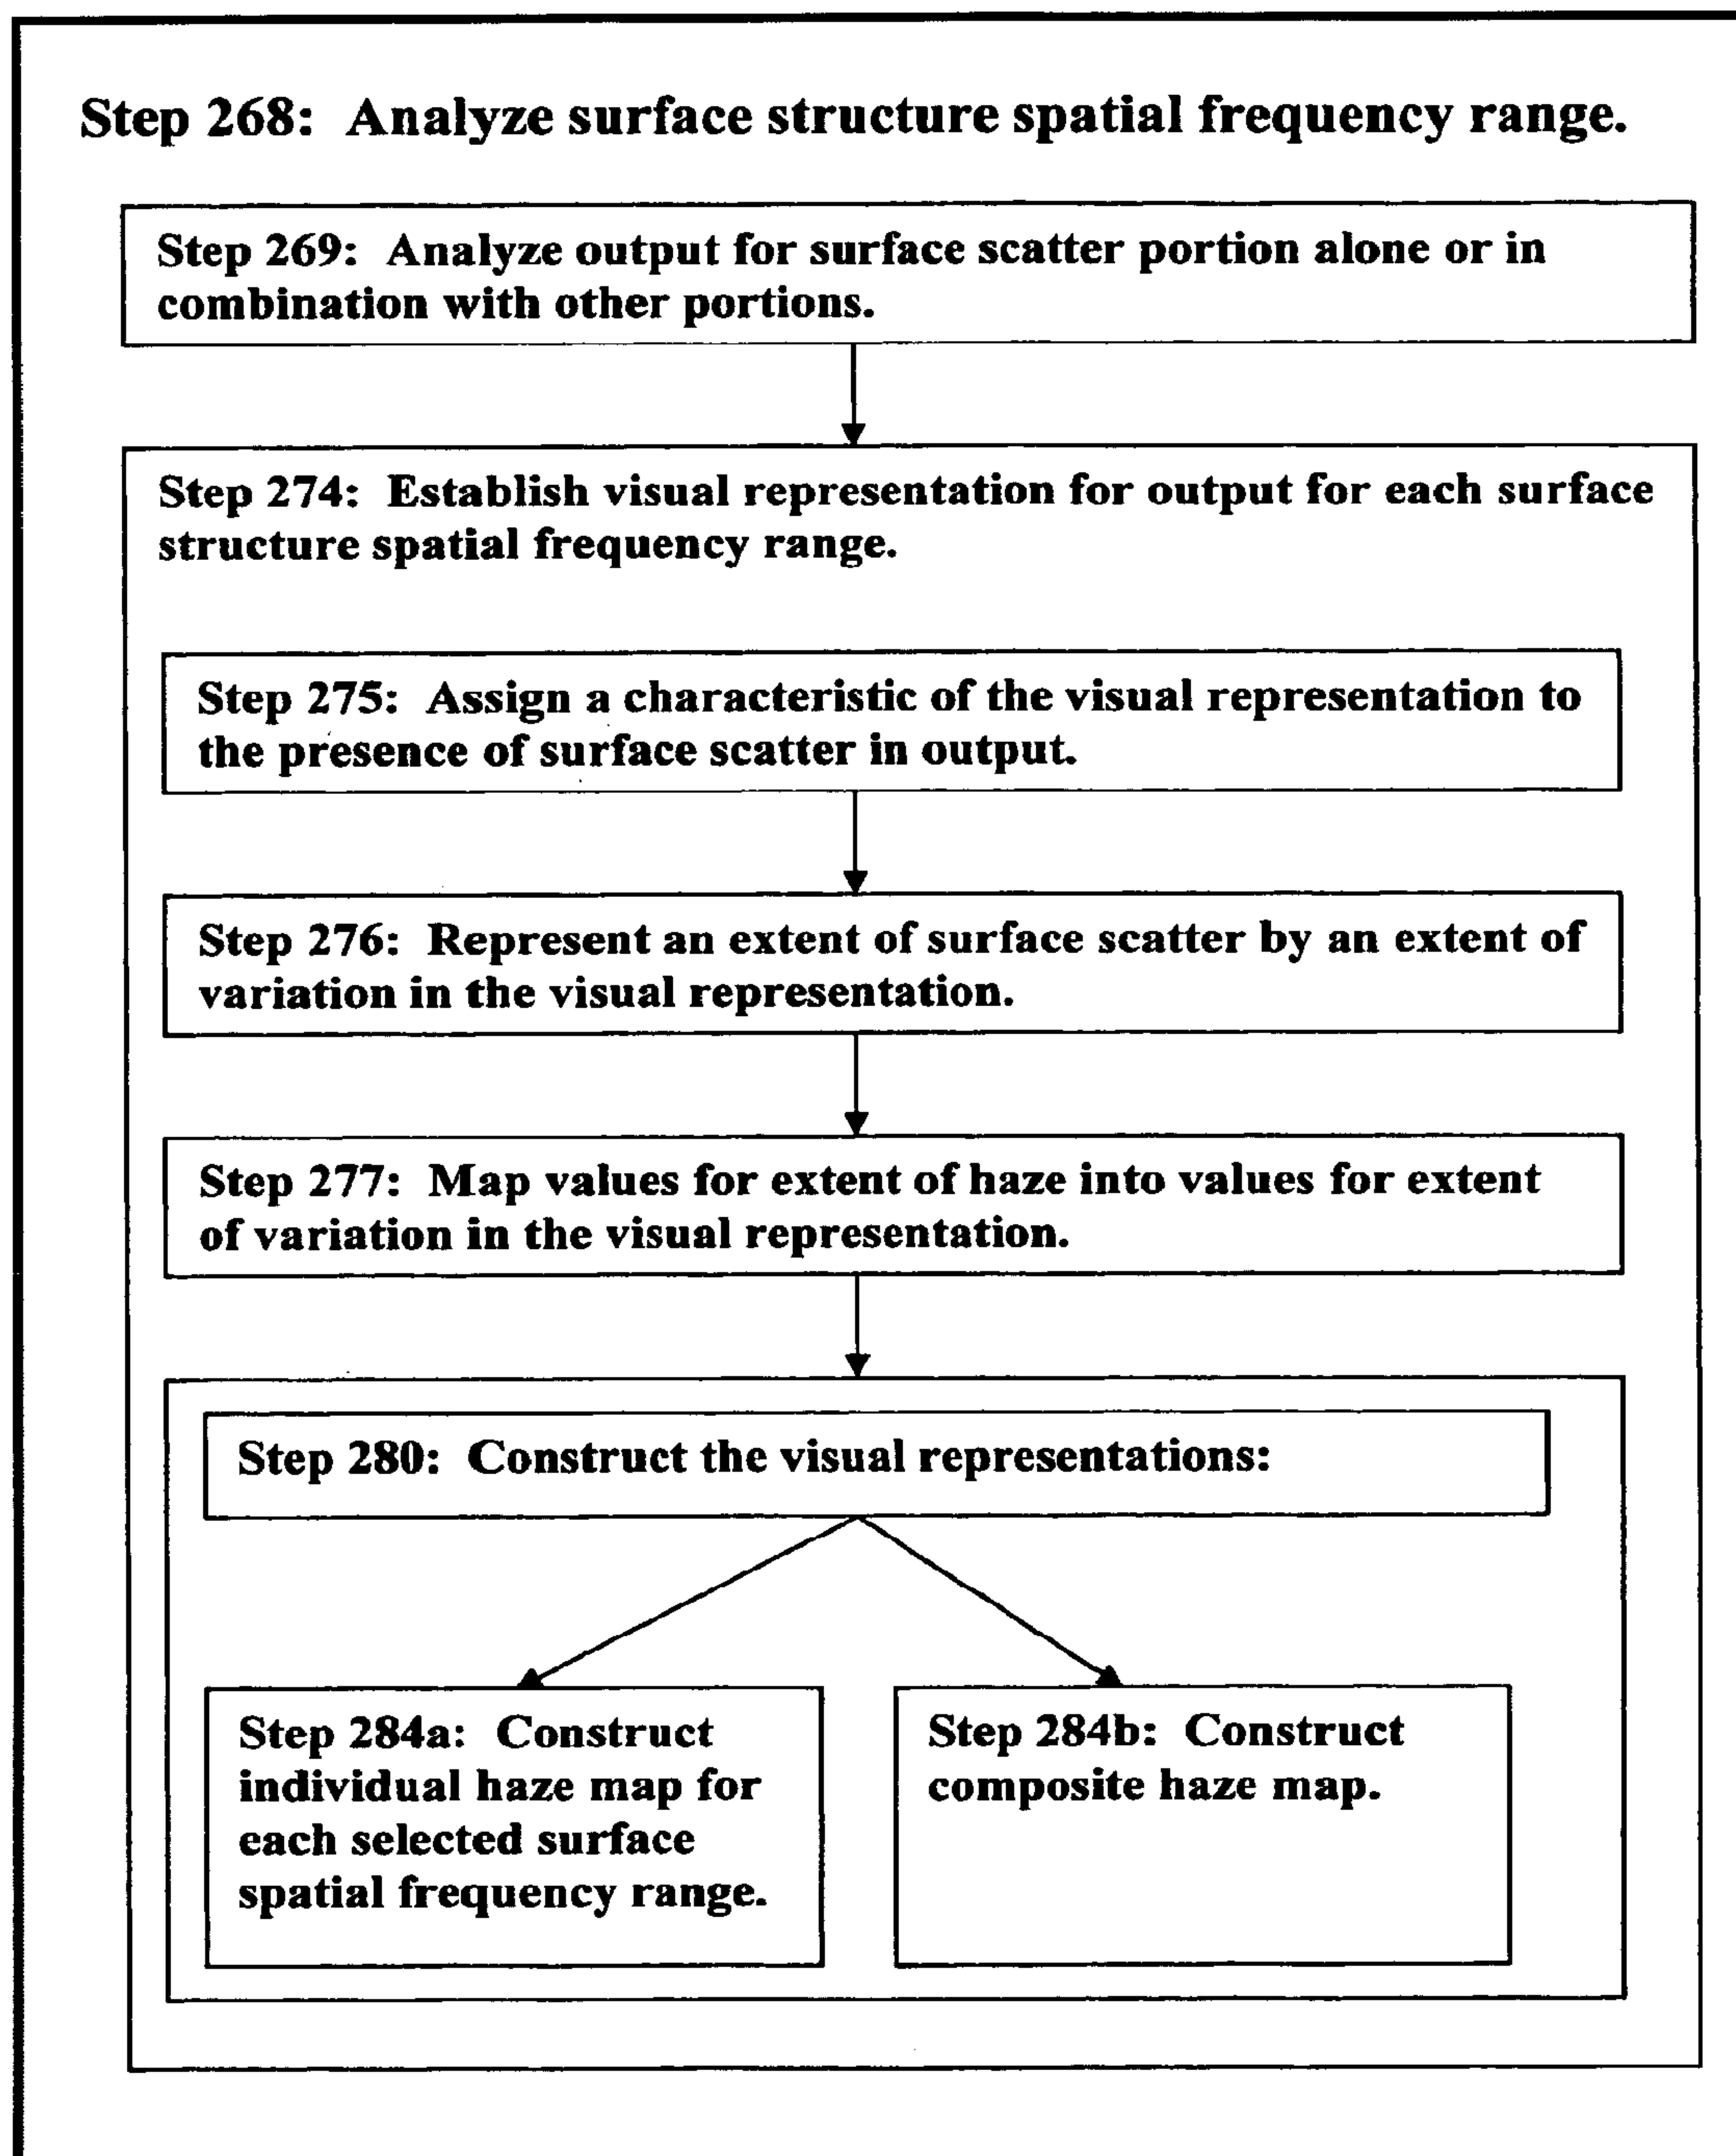 Step 268: Analyze surface structure spatial frequency range.
Step 269: Analyze output for surface scatter portion alone or in
combination with other portions.
Step 274: Establish visual representation for output for each surface
structure spatial frequency range.
Step 275: Assign a characteristic of the visual representation to
the presence of surface scatter in output.
Step 276: Represent an extent of surface scatter by an extent of
variation in the visual representation.
Step 277: Map values for extent of haze into values for extent
of variation in the visual representation.
Step 280: Construct the visual representations:
Step 284a: Construct
individual haze map for
each selected surface
spatial frequency range.
Step 284b: Construct
composite haze map.